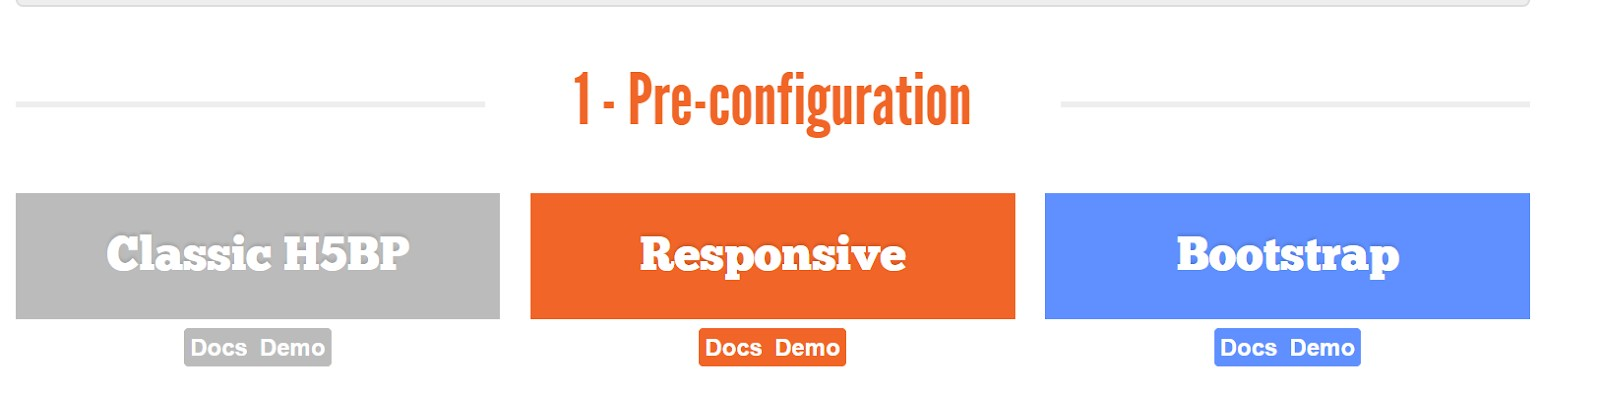 1 - Pre-configuration
Classic H5BP
Responsive
Bootstrap
Docs Demo
Docs Demo
Docs Demo